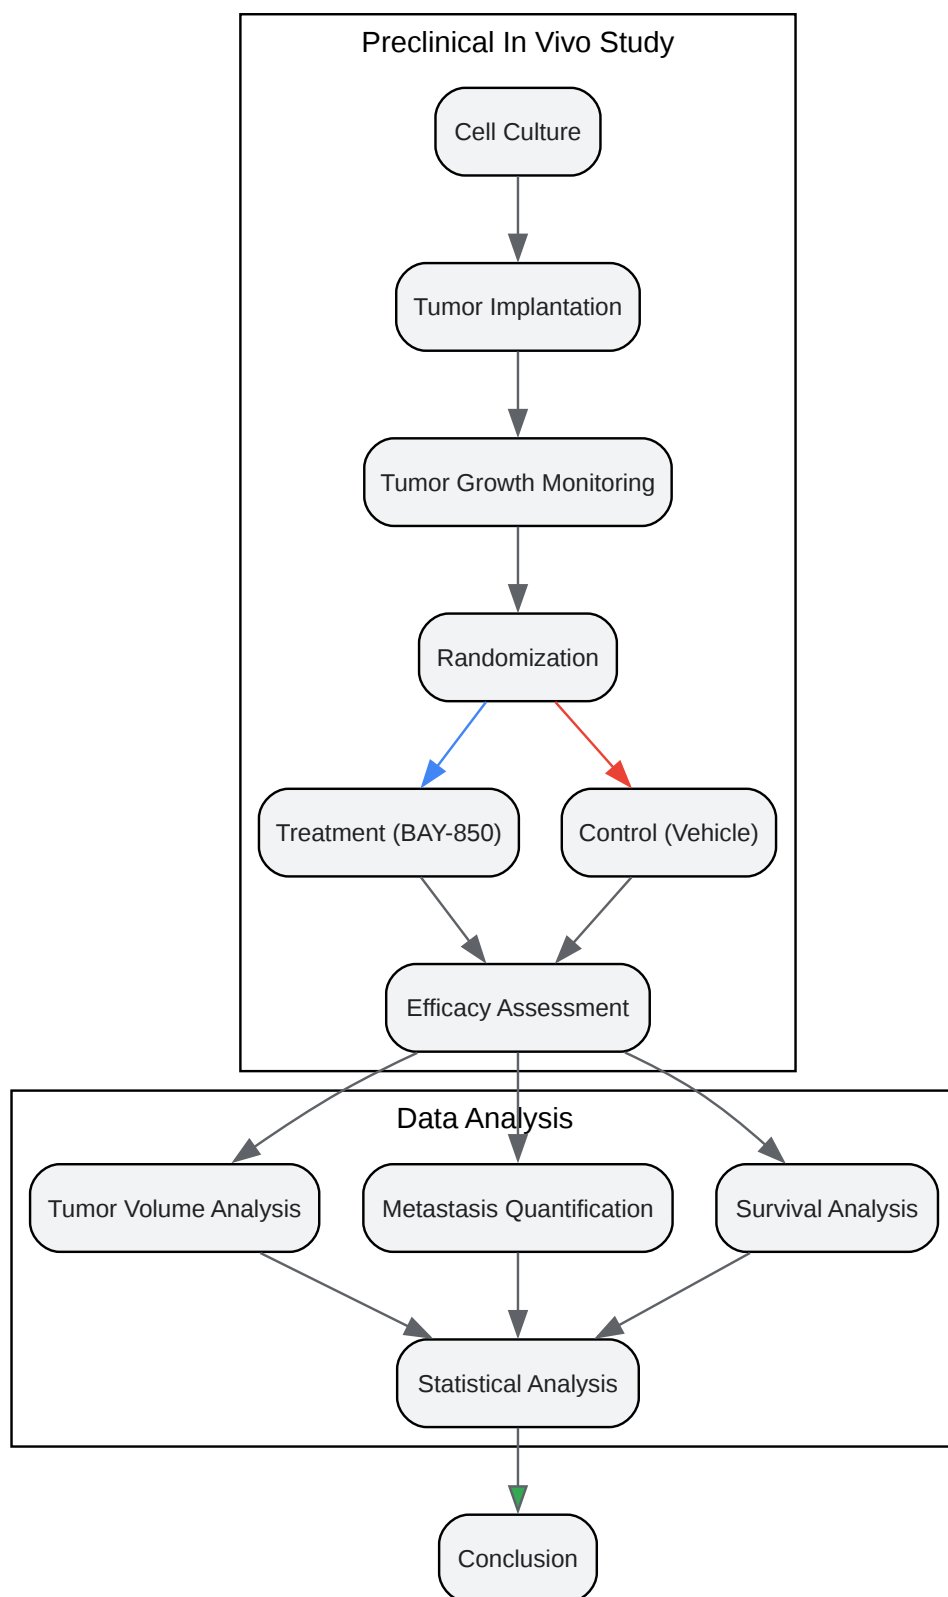 Preclinical In Vivo Study
Cell Culture
Tumor Implantation
Tumor Growth Monitoring
Randomization
Treatment (BAY-850)
Control (Vehicle)
Efficacy Assessment
Data Analysis
Tumor Volume Analysis
Metastasis Quantification
Survival Analysis
Statistical Analysis
Conclusion